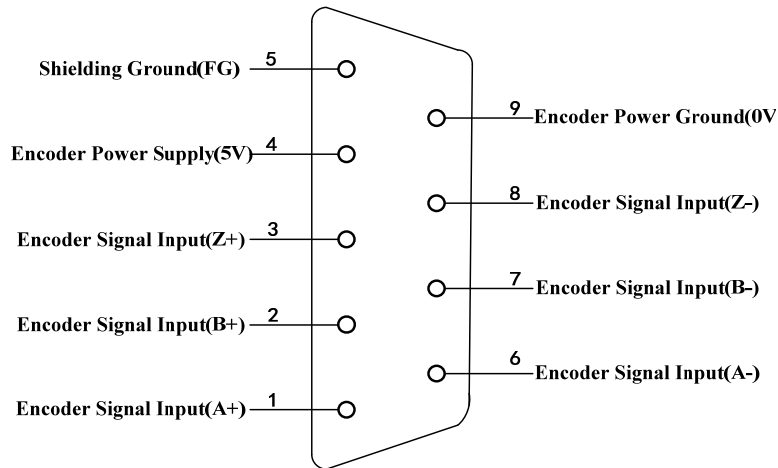 5
Shielding Ground(FG)
9
Encoder Power Ground(0V
4
Encoder Power Supply(5V)
8
Encoder Signal Input(Z-)
3
Encoder Signal Input(Z+)
7
Encoder Signal Input(B-)
2
Encoder Signal Input(B+)
6
Encoder Signal Input(A-)
1
Encoder Signal Input(A+)